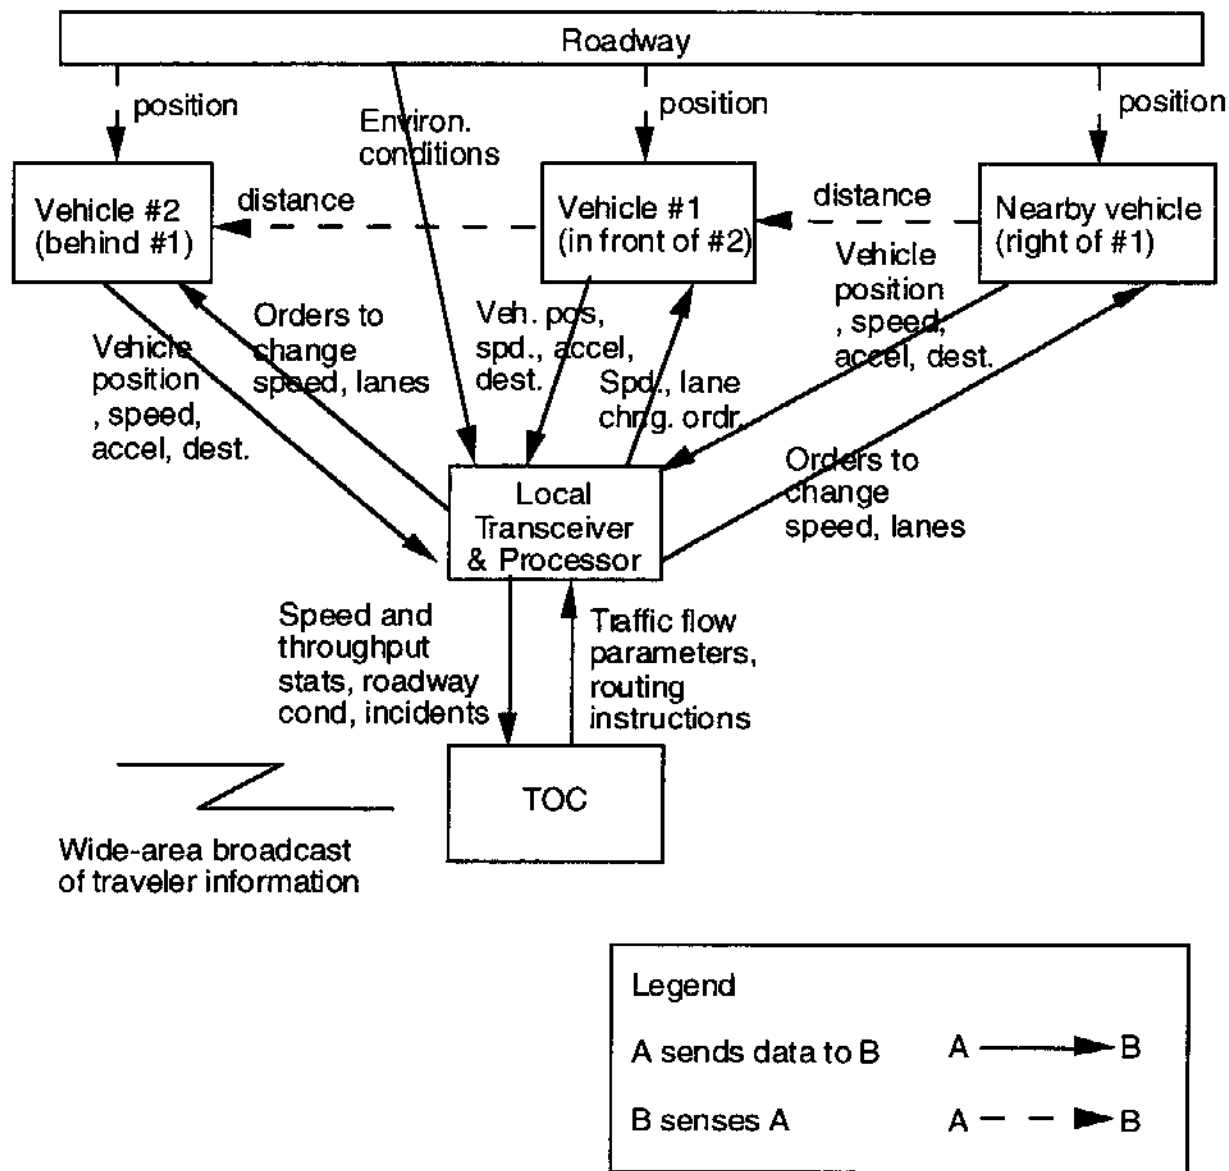 Roadway
position
Environ.
conditions
position
position
Vehicle #2
(behind #1)
distance
Vehicle #1
(in front of #2)
distance
Nearby vehicle
(right of #1)
Vehicle
position
, speed,
accel, dest.
Orders to
change
speed, lanes
Veh. pos,
spd., accel,
dest.
Spd., lane
chng. ordr.
Vehicle
position
, speed,
accel, dest.
Orders to
change
speed, lanes
Local
Transceiver
& Processor
Speed and
throughput
stats, roadway
cond, incidents
Traffic flow
parameters,
routing
instructions
TOC
Wide-area broadcast
of traveler information
Legend
A sends data to B A B
B senses A A B